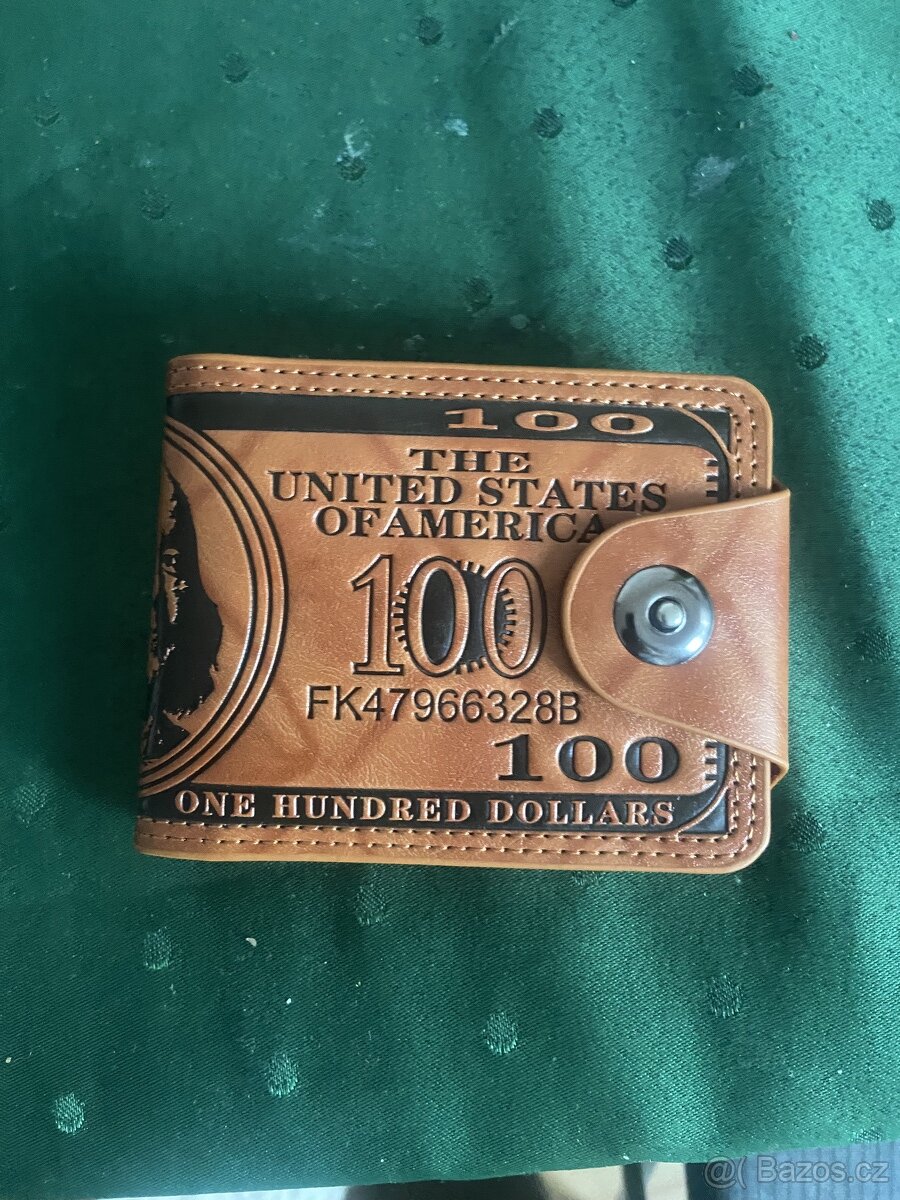 100
THE
UNITED STATES
OFAMERICA
100
FK47966328B
100
ONE HUNDRED DOLLARS
@( Bazos.cz